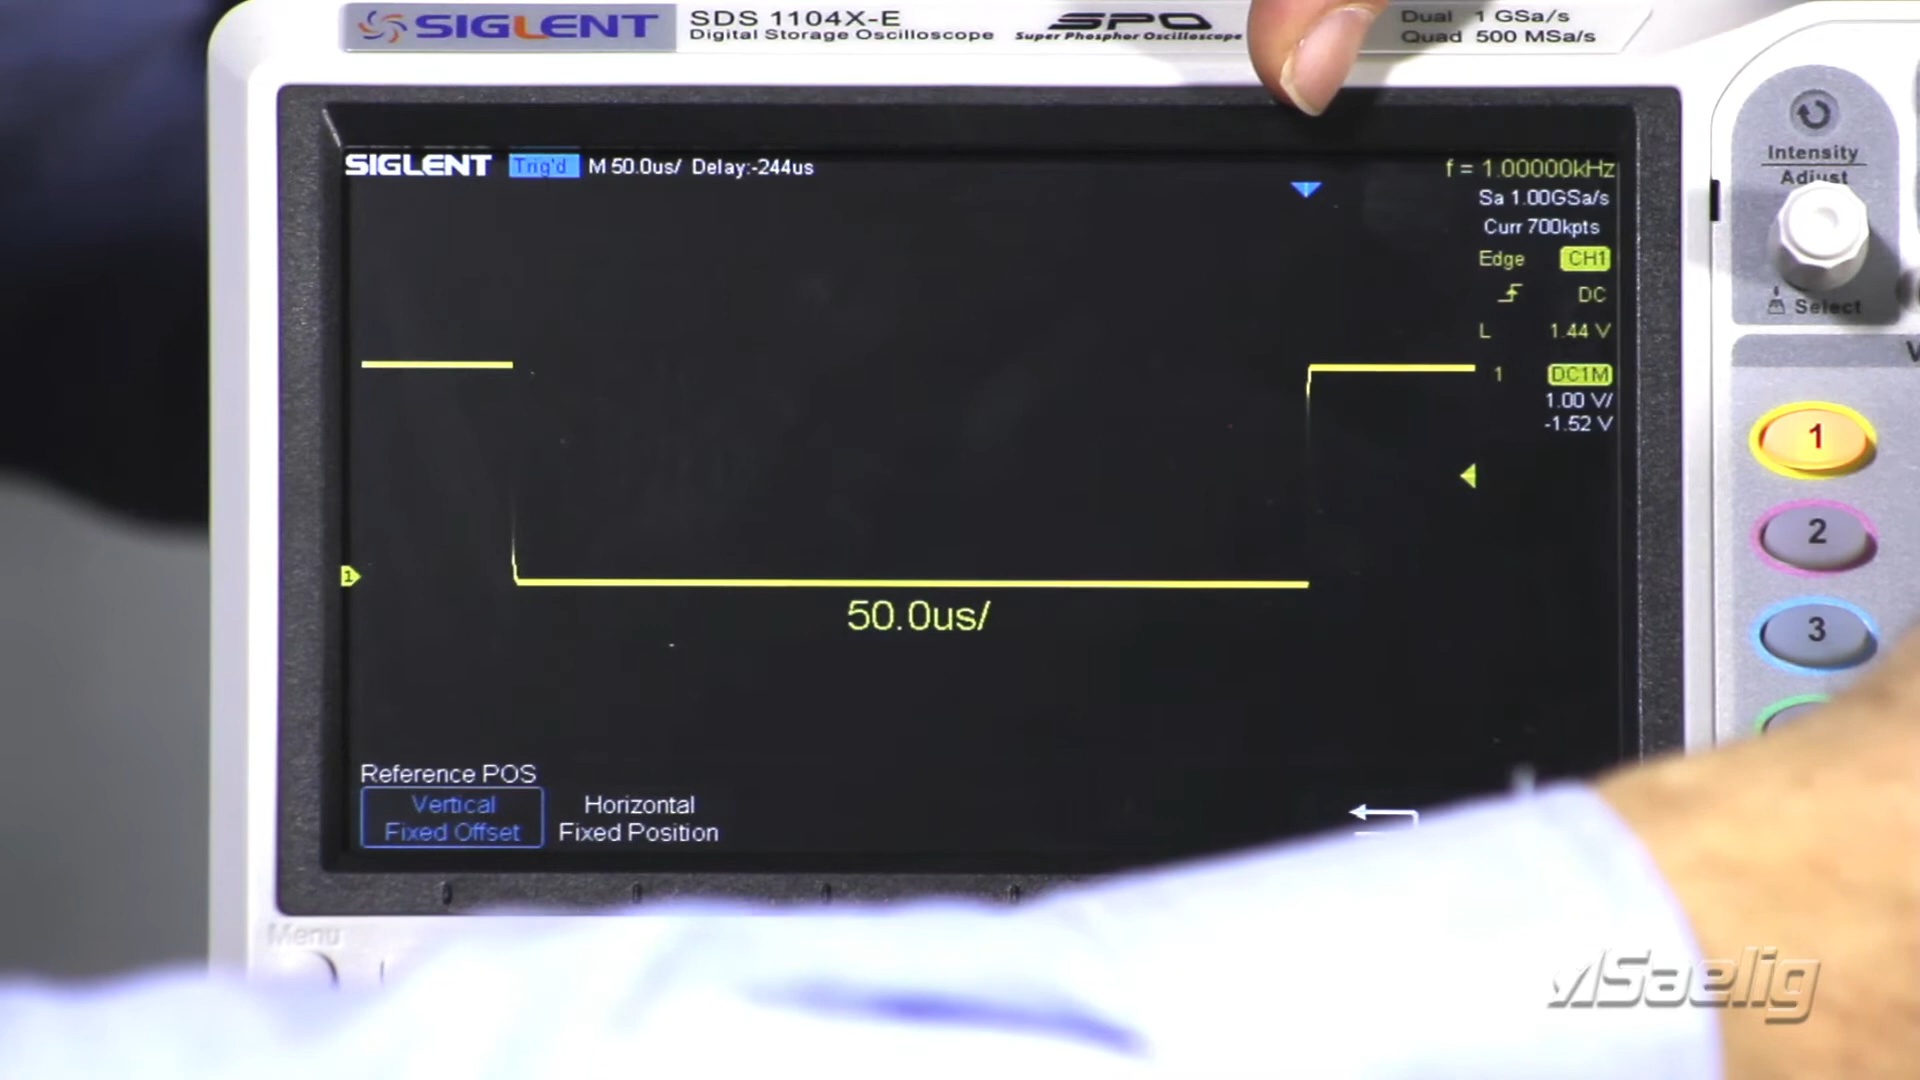 SIGLENT
SDS 1104X-E
Digital Storage Oscilloscope
SPO
Super Phosphor Oscilloscope
Dual 1 GSa/s
Quad 500 MSa/s
SIGLENT Trig'd M 50.0us/ Delay:-244us
f = 1.00000kHz
Sa 1.00GSa/s
Curr 700kpts
Edge CH1
DC
L 1.44 V
1 DC1M
1.00 V/
-1.52 V
1
50.0us/
Reference POS
Vertical
Fixed Offset
Horizontal
Fixed Position
Intensity
Adjust
Select
1
2
3
Menu
Saelig